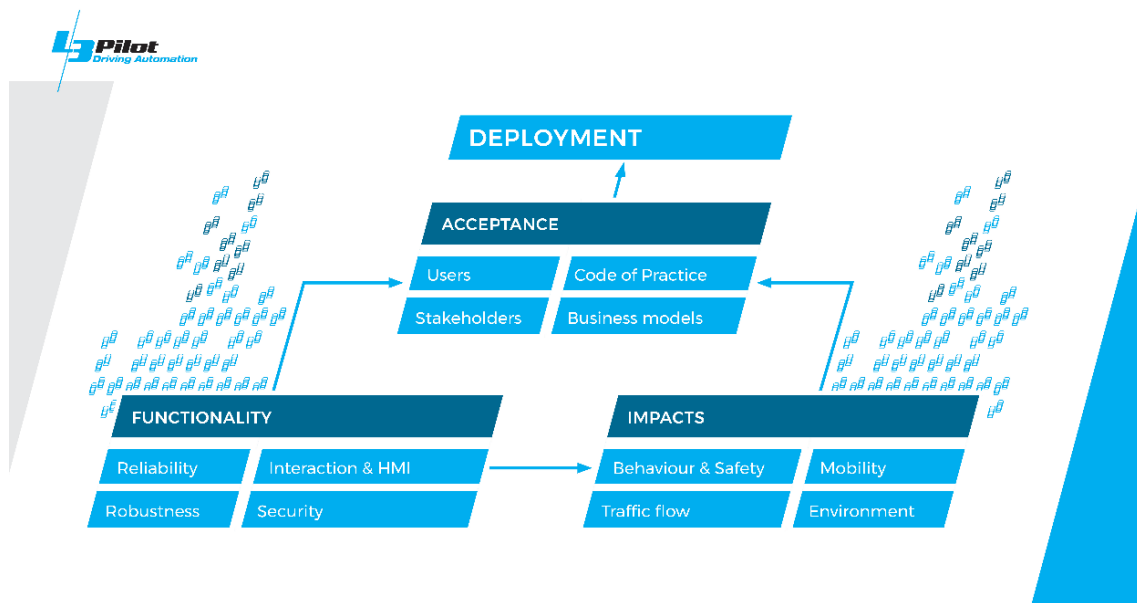 L3Pilot
Driving Automation
DEPLOYMENT
ACCEPTANCE
Users
Code of Practice
Stakeholders
Business models
FUNCTIONALITY
Reliability
Interaction & HMI
Robustness
Security
IMPACTS
Behaviour & Safety
Mobility
Traffic flow
Environment